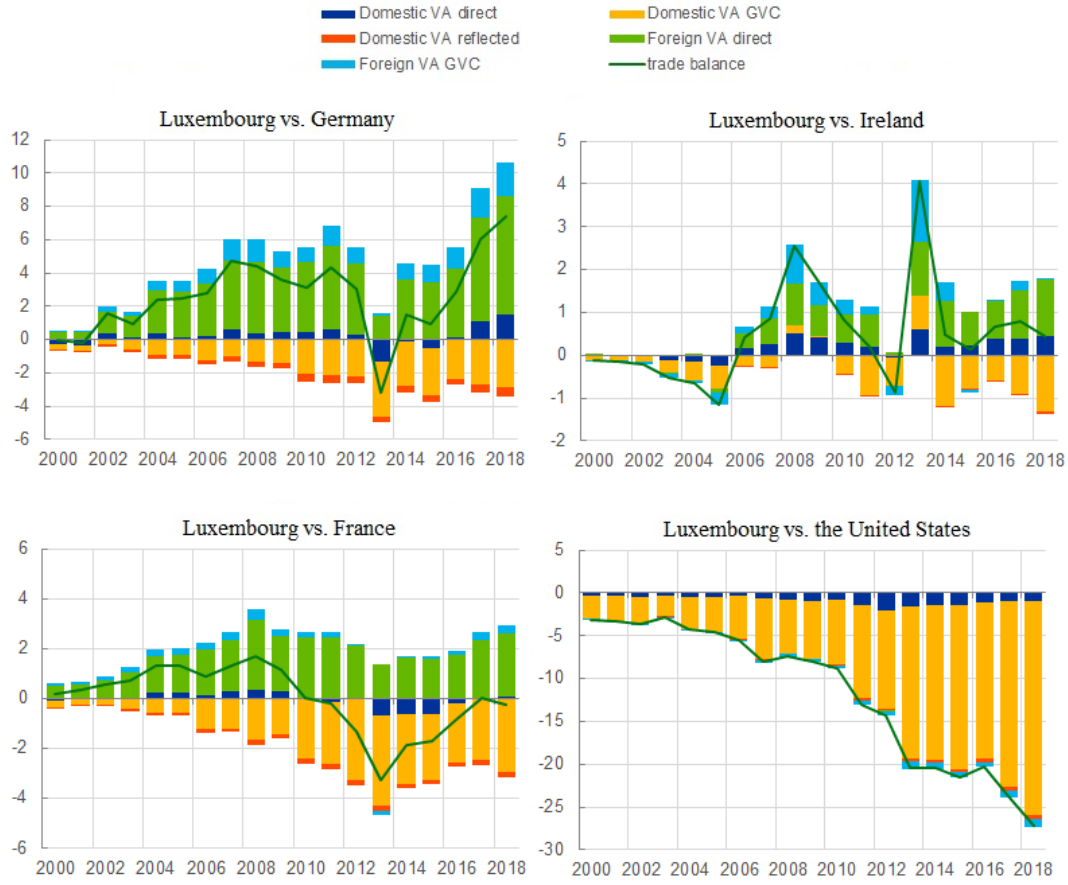 Domestic VA direct
Domestic VA GVC
Domestic VA reflected
Foreign VA direct
Foreign VA GVC
trade balance
Luxembourg vs. Germany
12
10
8
6
4
2
0
-2
-4
-6
2000 2002 2004 2006 2008 2010 2012 2014 2016 2018
Luxembourg vs. Ireland
5
4
3
2
1
0
-1
-2
2000 2002 2004 2006 2008 2010 2012 2014 2016 2018
Luxembourg vs. France
6
4
2
0
-2
-4
-6
2000 2002 2004 2006 2008 2010 2012 2014 2016 2018
Luxembourg vs. the United States
5
0
-5
-10
-15
-20
-25
-30
2000 2002 2004 2006 2008 2010 2012 2014 2016 2018